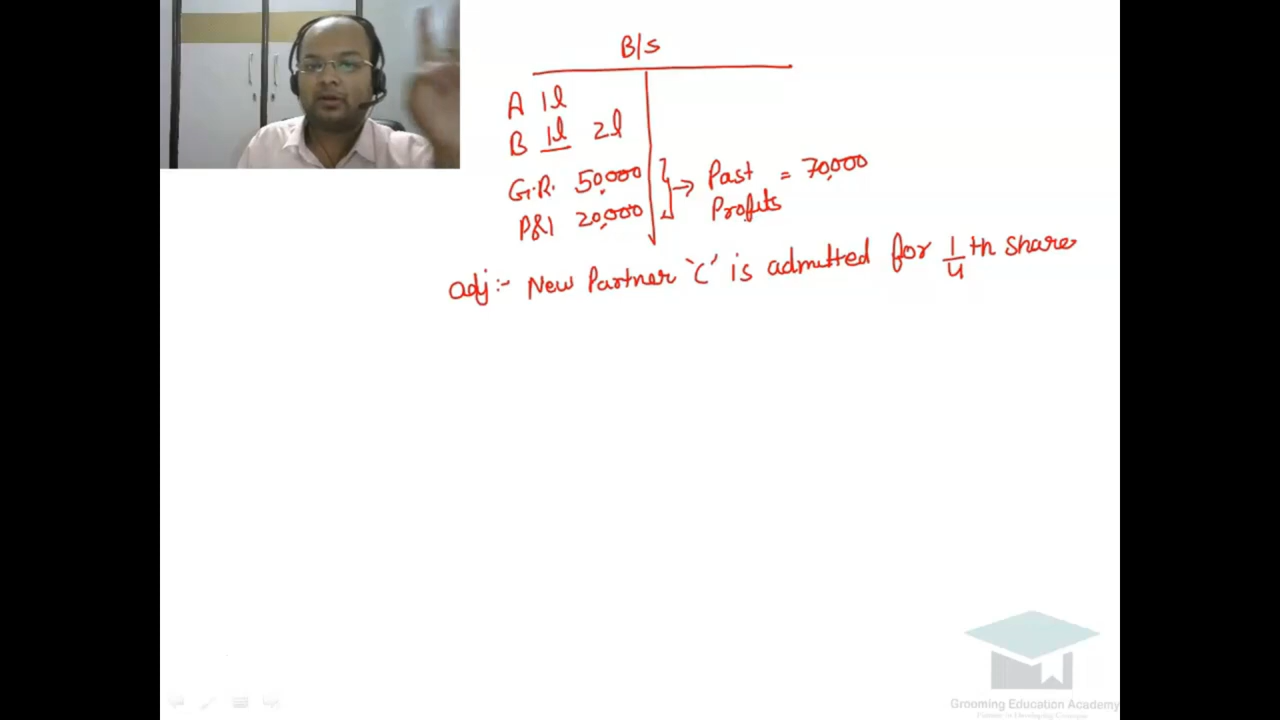 B/s
A 1l
B 1l 2l
G.R. 50,000
P&l 20,000
→ Past Profits = 70,000
adj:- New Partner 'C' is admitted for 1/4 th share
Grooming Education Academy